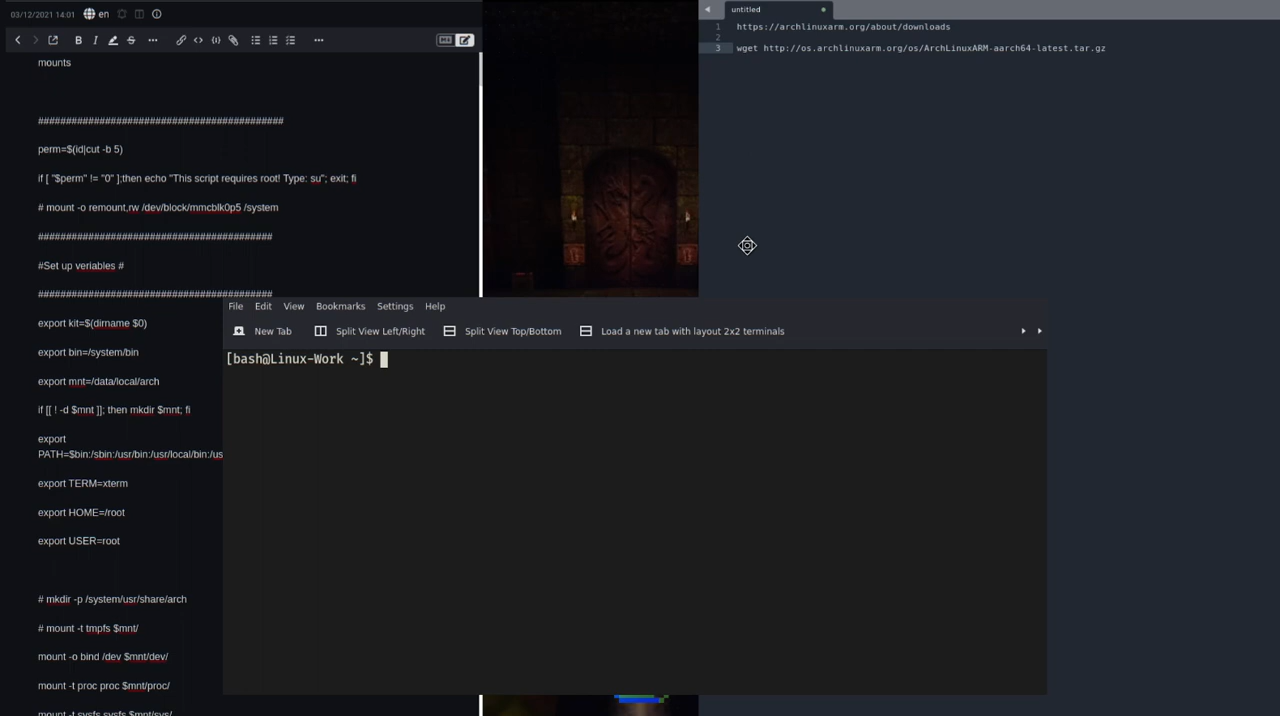 03/12/2021 14:01 en
mounts
##########################################
perm=$(id|cut -b 5)
if [ "$perm" != "0" ];then echo "This script requires root! Type: su"; exit; fi
# mount -o remount,rw /dev/block/mmcblk0p5 /system
########################################
#Set up veriables #
########################################
export kit=$(dirname $0)
export bin=/system/bin
export mnt=/data/local/arch
if [[ ! -d $mnt ]]; then mkdir $mnt; fi
export
PATH=$bin:/sbin:/usr/bin:/usr/local/bin:/us
export TERM=xterm
export HOME=/root
export USER=root
# mkdir -p /system/usr/share/arch
# mount -t tmpfs $mnt/
mount -o bind /dev $mnt/dev/
mount -t proc proc $mnt/proc/
mount -t sysfs sysfs $mnt/sys/
untitled
1 https://archlinuxarm.org/about/downloads
2
3 wget http://os.archlinuxarm.org/os/ArchLinuxARM-aarch64-latest.tar.gz
File Edit View Bookmarks Settings Help
New Tab Split View Left/Right Split View Top/Bottom Load a new tab with layout 2x2 terminals
[bash@Linux-Work ~]$